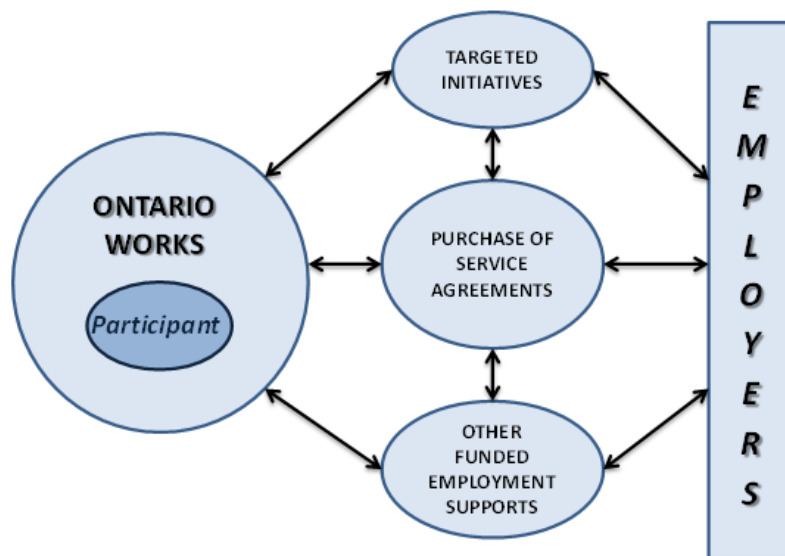 ONTARIO
WORKS
Participant
TARGETED
INITIATIVES
PURCHASE OF
SERVICE
AGREEMENTS
OTHER
FUNDED
EMPLOYMENT
SUPPORTS
E
M
P
L
O
Y
E
R
S